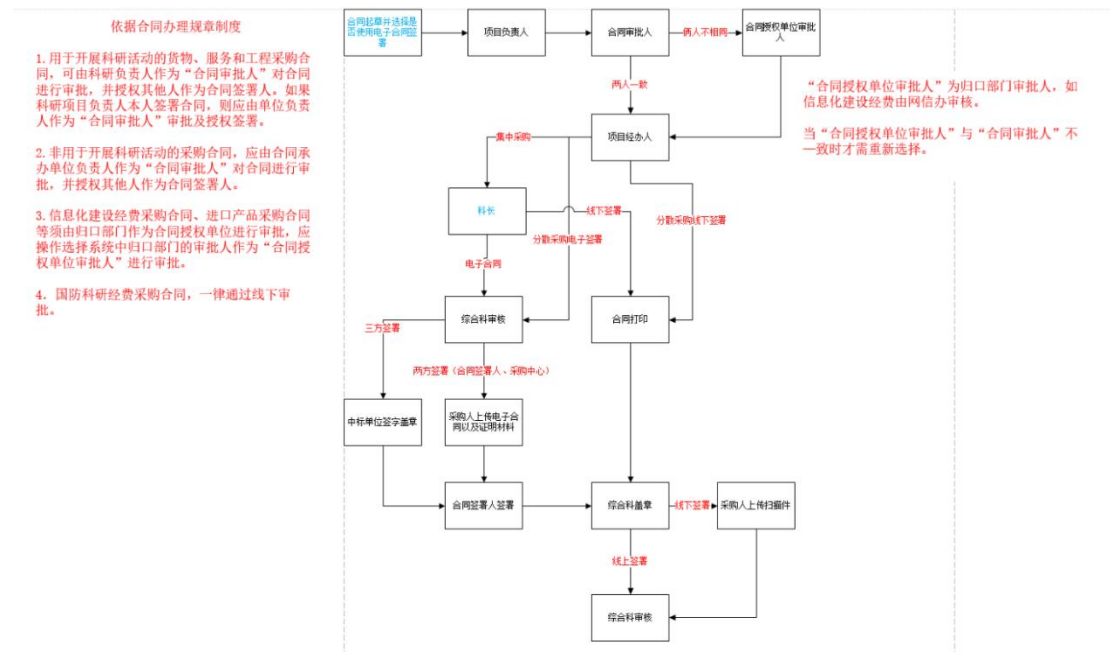 依据合同办理规章制度
1.用于开展科研活动的货物、服务和工程采购合
同，可由科研负责人作为“合同审批人”对合同
进行审批，并授权其他人作为合同签署人。如果
科研项目负责人本人签署合同，则应由单位负责
人作为“合同审批人”审批及授权签署。
2.非用于开展科研活动的采购合同，应由合同承
办单位负责人作为“合同审批人”对合同进行审
批，并授权其他人作为合同签署人。
3.信息化建设经费采购合同、进口产品采购合同
等须由归口部门作为合同授权单位进行审批，应
操作选择系统中归口部门的审批人作为“合同授
权单位审批人”进行审批。
4．国防科研经费采购合同，一律通过线下审
批。
合同起草并选择是
否使用电子合同签
署
项目负责人
合同审批人
俩人不相同
合同授权单位审批
人
两人一致
“合同授权单位审批人”为归口部门审批人，如
信息化建设经费由网信办审核。
当“合同授权单位审批人”与“合同审批人”不
一致时才需重新选择。
集中采购
项目经办人
科长
线下签署
分散采购线下签署
分散采购电子签署
电子合同
综合科审核
合同打印
三方签署
两方签署（合同签署人、采购中心）
中标单位签字盖章
采购人上传电子合
同以及证明材料
合同签署人签署
综合科盖章
线下签署
采购人上传扫描件
线上签署
综合科审核